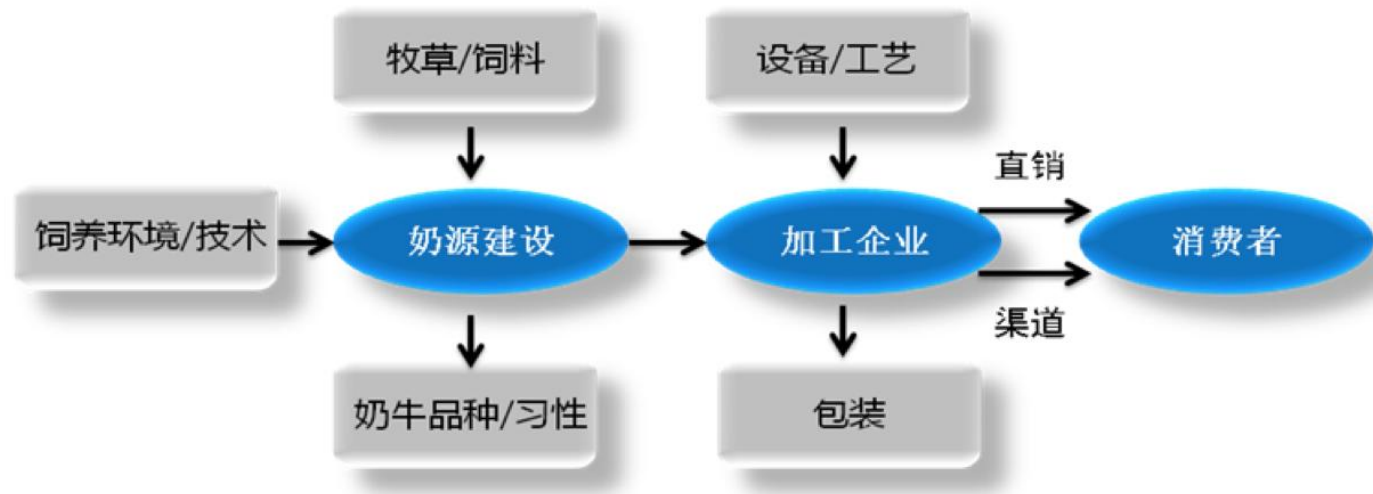 牧草/饲料
设备/工艺
直销
饲养环境/技术
奶源建设
加工企业
消费者
渠道
奶牛品种/习性
包装